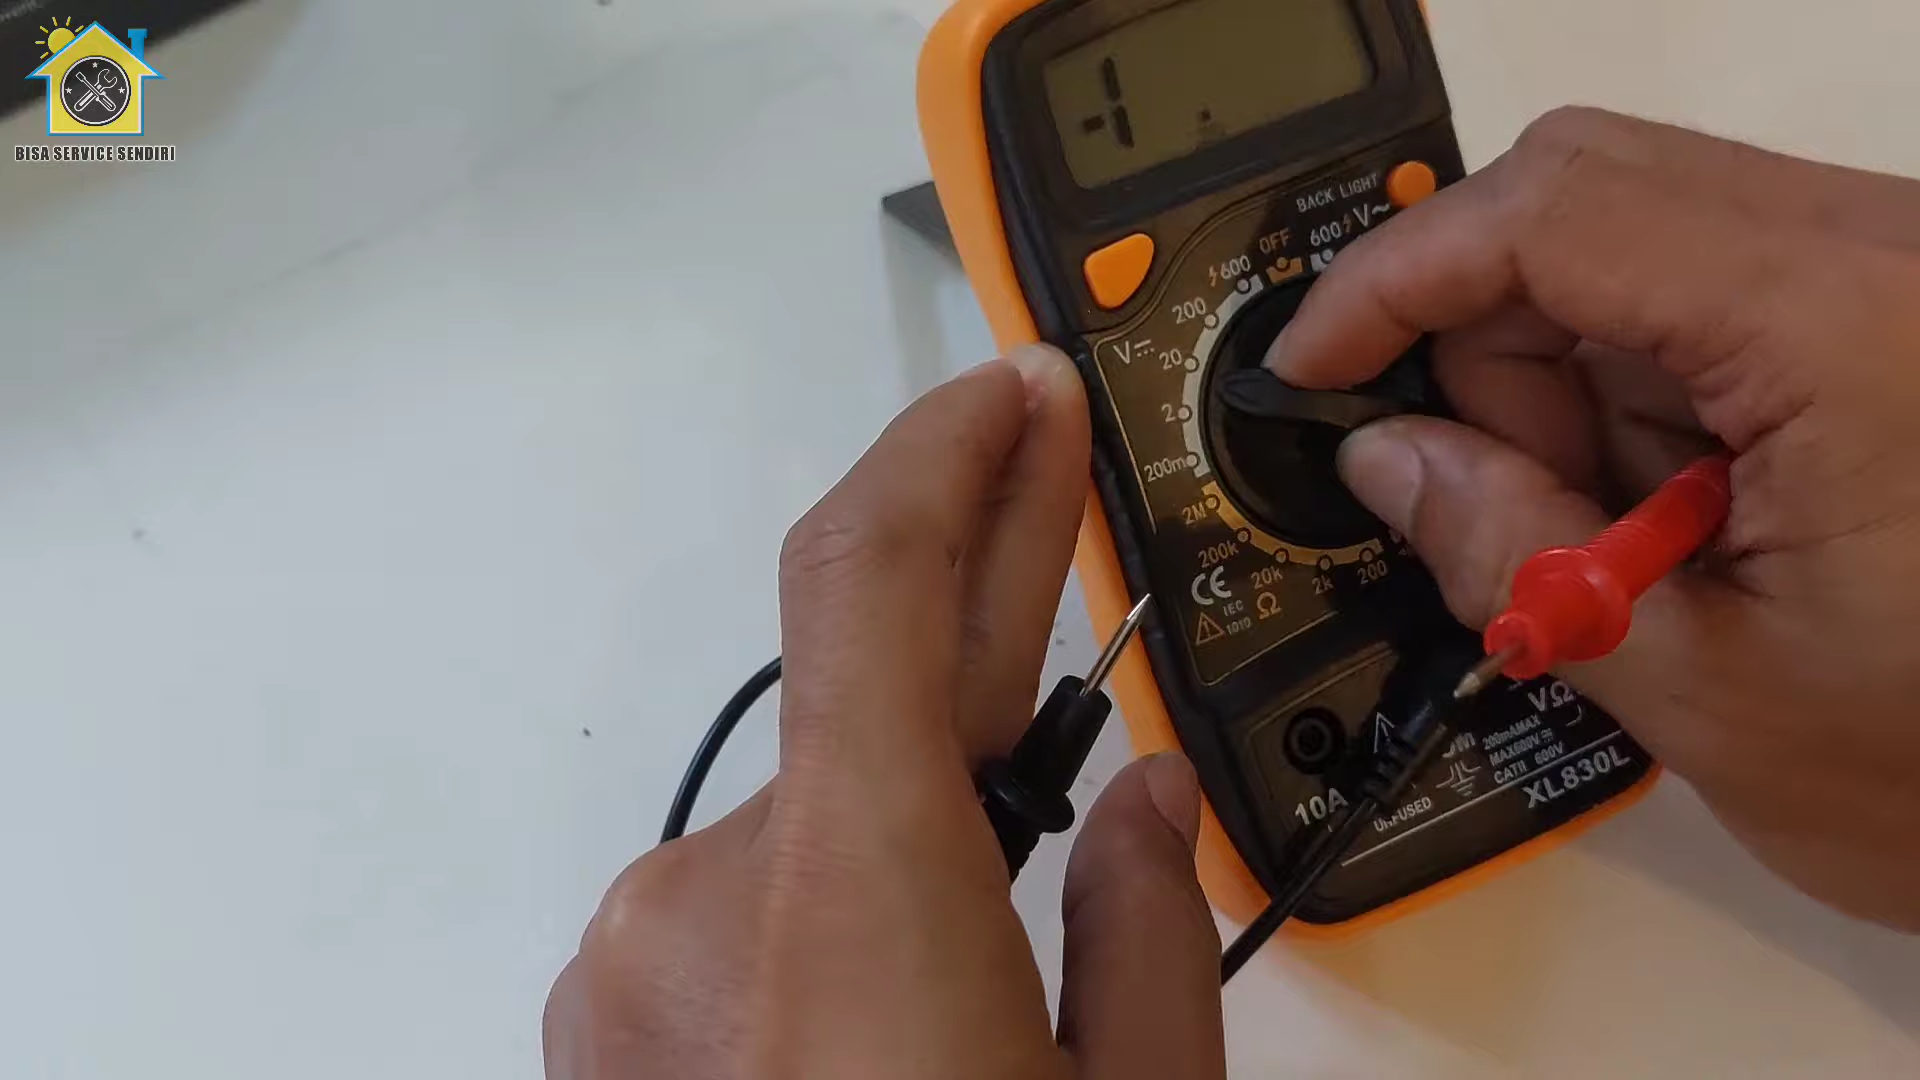 BISA SERVICE SENDIRI
-1
BACK LIGHT
OFF
600 V~
600
200
V 20
2
200m
2M
200k
20k
2k
200
CE
IEC
1010
Ω
VΩ
10A
UNFUSED
200mAMAX
MAX600V
CATII 600V
XL830L